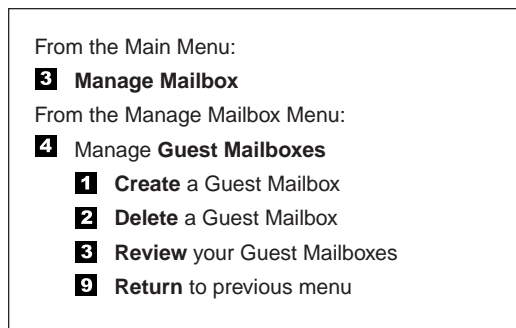 From the Main Menu:
3 Manage Mailbox
From the Manage Mailbox Menu:
4 Manage Guest Mailboxes
1 Create a Guest Mailbox
2 Delete a Guest Mailbox
3 Review your Guest Mailboxes
9 Return to previous menu